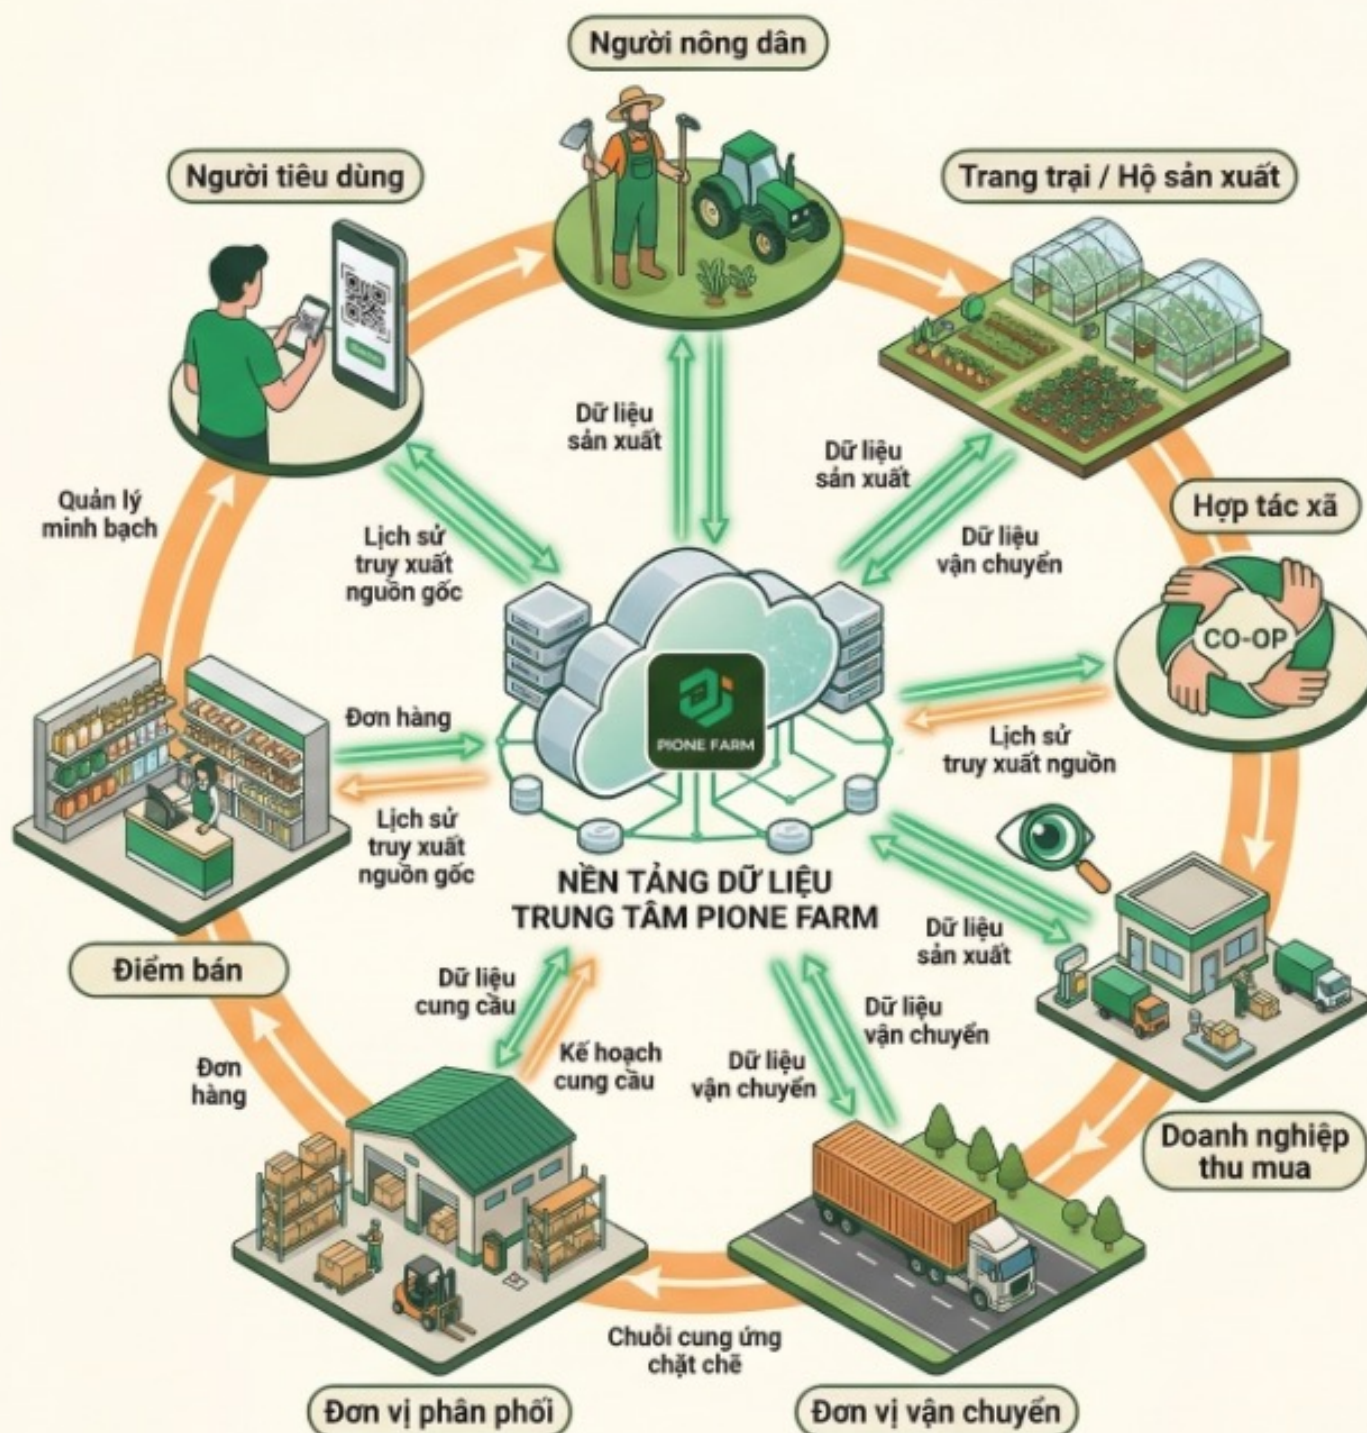 Người nông dân
Người tiêu dùng
Trang trại / Hộ sản xuất
Dữ liệu
sản xuất
Dữ liệu
sản xuất
Quản lý
minh bạch
Hợp tác xã
Lịch sử
truy xuất
nguồn gốc
Dữ liệu
vận chuyển
CO-OP
Đơn hàng
PIONE FARM
Lịch sử
truy xuất nguồn
Lịch sử
truy xuất
nguồn gốc
NỀN TẢNG DỮ LIỆU
TRUNG TÂM PIONE FARM
Dữ liệu
sản xuất
Điểm bán
Dữ liệu
cung cầu
Dữ liệu
vận chuyển
Kế hoạch
cung cầu
Dữ liệu
vận chuyển
Đơn
hàng
Doanh nghiệp
thu mua
Chuỗi cung ứng
chặt chẽ
Đơn vị phân phối
Đơn vị vận chuyển